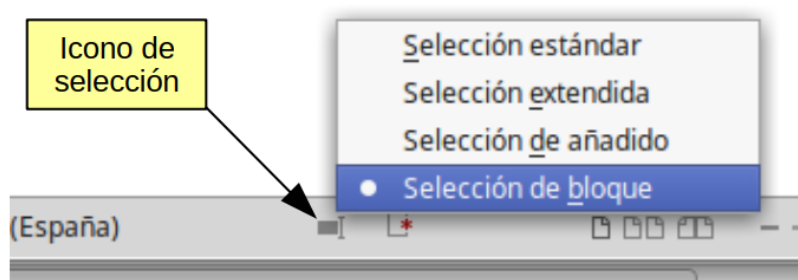 Icono de
selección
Selección estándar
Selección extendida
Selección de añadido
Selección de bloque
(España)